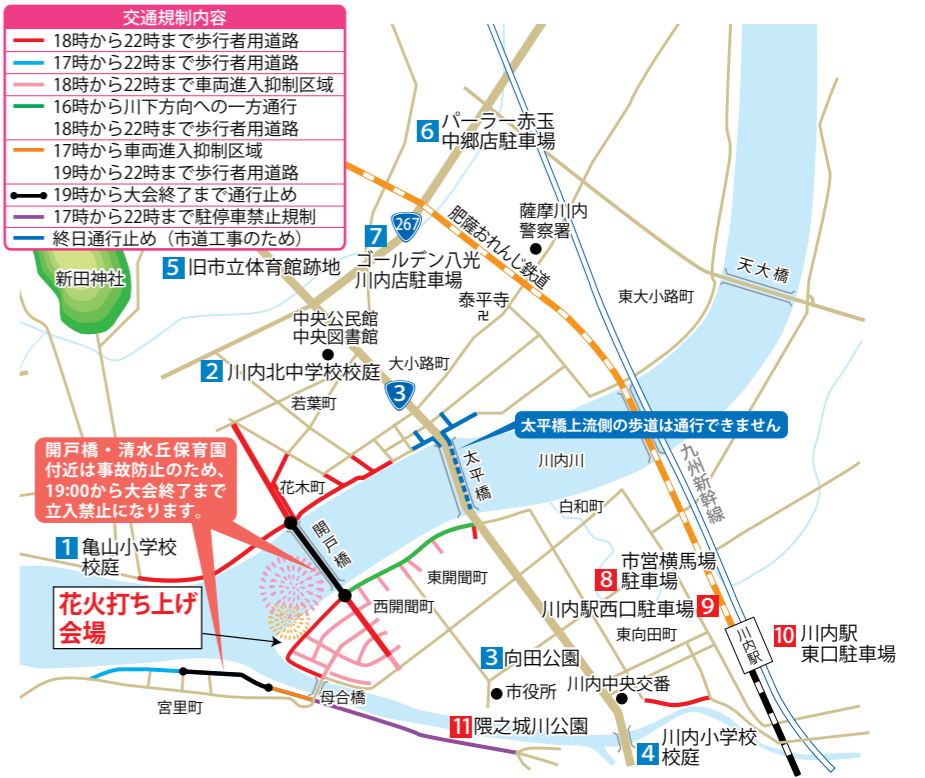 交通規制内容
18時から22時まで歩行者用道路
17時から22時まで歩行者用道路
18時から22時まで車両進入抑制区域
16時から川下方向への一方通行
18時から22時まで歩行者用道路
17時から車両進入抑制区域
19時から22時まで歩行者用道路
19時から大会終了まで通行止め
17時から22時まで駐停車禁止規制
終日通行止め（市道工事のため）
6 パーラー赤玉
中郷店駐車場
267
肥薩おれんじ鉄道
薩摩川内
警察署
7 ゴールデン八光
川内店駐車場
5 旧市立体育館跡地
新田神社
天大橋
東大小路町
泰平寺
卍
中央公民館
中央図書館
大小路町
2 川内北中学校校庭
3
若葉町
太平橋上流側の歩道は通行できません
開戸橋・清水丘保育園
付近は事故防止のため、
19:00から大会終了まで
立入禁止になります。
花木町
太平橋
川内川
九州新幹線
白和町
開戸橋
1 亀山小学校
校庭
東開聞町
西開聞町
8 市営横馬場
駐車場
花火打ち上げ
会場
川内駅西口駐車場 9
東向田町
川内駅
10 川内駅
東口駐車場
3 向田公園
市役所
川内中央交番
母合橋
宮里町
11 隈之城川公園
4 川内小学校
校庭